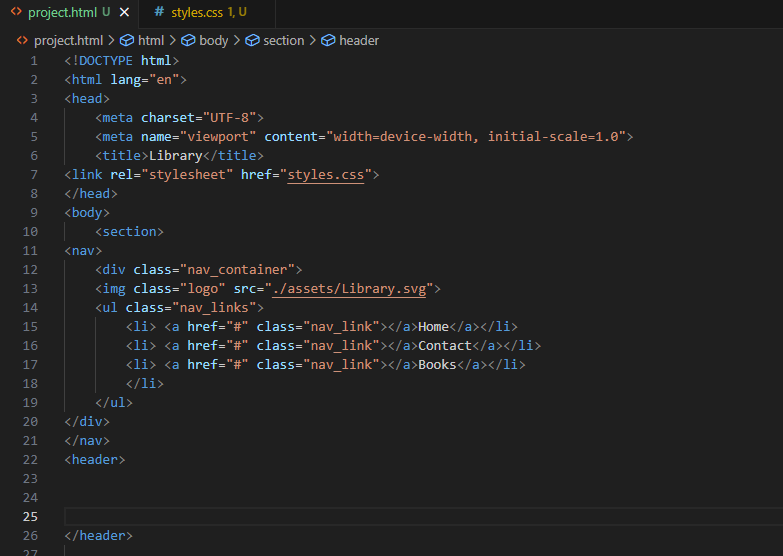 project.html U X styles.css 1, U
project.html > html > body > section > header
1 <!DOCTYPE html>
2 <html lang="en">
3 <head>
4 <meta charset="UTF-8">
5 <meta name="viewport" content="width=device-width, initial-scale=1.0">
6 <title>Library</title>
7 <link rel="stylesheet" href="styles.css">
8 </head>
9 <body>
10 <section>
11 <nav>
12 <div class="nav_container">
13 <img class="logo" src="./assets/Library.svg">
14 <ul class="nav_links">
15 <li> <a href="#" class="nav_link"></a>Home</a></li>
16 <li> <a href="#" class="nav_link"></a>Contact</a></li>
17 <li> <a href="#" class="nav_link"></a>Books</a></li>
18 </li>
19 </ul>
20 </div>
21 </nav>
22 <header>
23
24
25
26 </header>
27